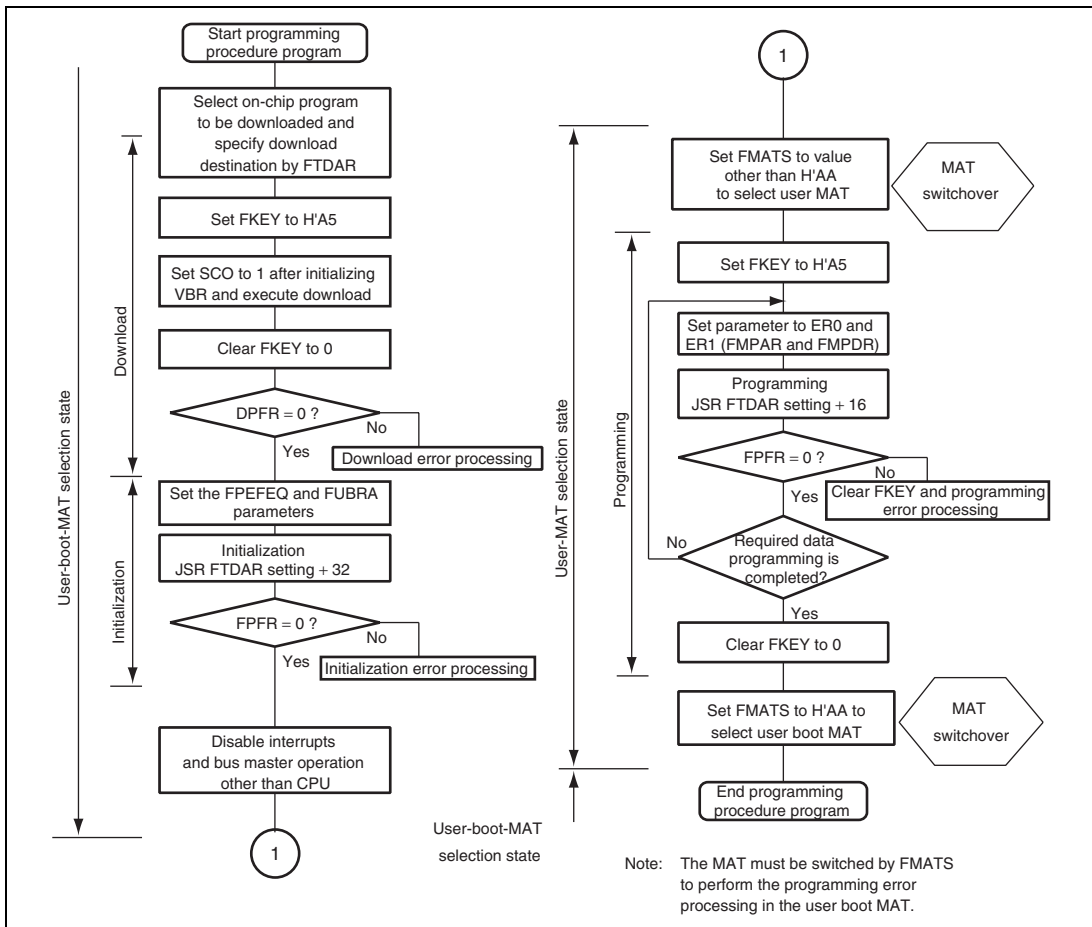 Start programming
procedure program
Select on-chip program
to be downloaded and
specify download
destination by FTDAR
Set FKEY to H'A5
Set SCO to 1 after initializing
VBR and execute download
Clear FKEY to 0
DPFR = 0 ?
No
Yes
Download error processing
Set the FPEFEQ and FUBRA
parameters
Initialization
JSR FTDAR setting + 32
FPFR = 0 ?
No
Yes
Initialization error processing
Disable interrupts
and bus master operation
other than CPU
1
Download
Initialization
User-boot-MAT selection state
1
Set FMATS to value
other than H'AA
to select user MAT
MAT
switchover
Set FKEY to H'A5
Set parameter to ER0 and
ER1 (FMPAR and FMPDR)
Programming
JSR FTDAR setting + 16
FPFR = 0 ?
No
Yes
Clear FKEY and programming
error processing
No
Required data
programming is
completed?
Yes
Clear FKEY to 0
Set FMATS to H'AA to
select user boot MAT
MAT
switchover
End programming
procedure program
Programming
User-MAT selection state
User-boot-MAT
selection state
Note: The MAT must be switched by FMATS
to perform the programming error
processing in the user boot MAT.